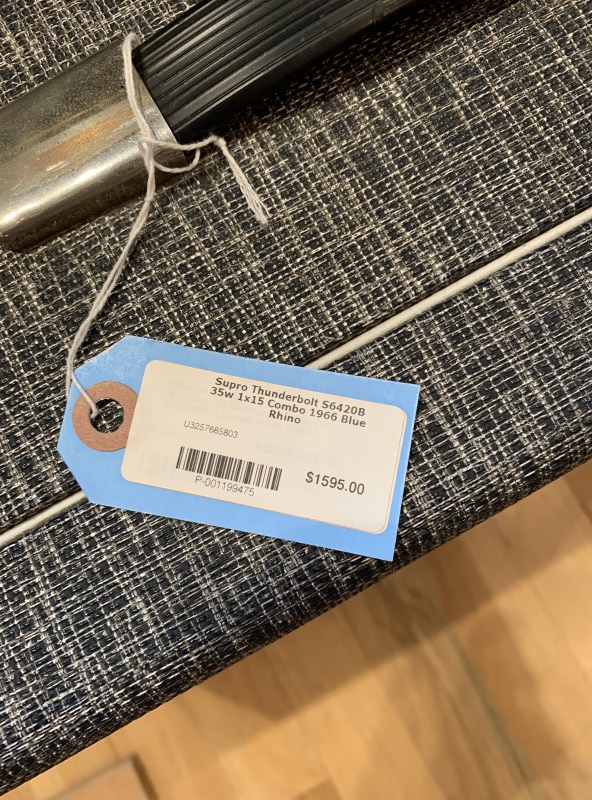 Supro Thunderbolt S6420B
35w 1x15 Combo 1966 Blue
Rhino
U3257685803
P-001199475
$1595.00